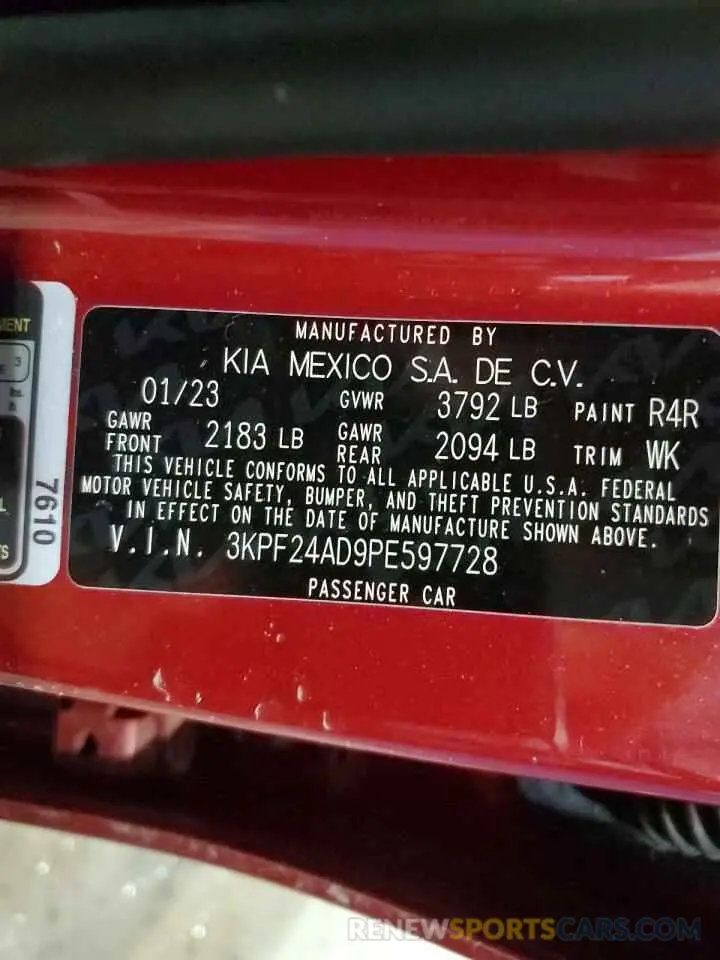 MANUFACTURED BY
KIA MEXICO S.A. DE C.V.
01/23 GVWR 3792 LB PAINT R4R
GAWR FRONT 2183 LB GAWR REAR 2094 LB TRIM WK
THIS VEHICLE CONFORMS TO ALL APPLICABLE U.S.A. FEDERAL
MOTOR VEHICLE SAFETY, BUMPER, AND THEFT PREVENTION STANDARDS
IN EFFECT ON THE DATE OF MANUFACTURE SHOWN ABOVE.
V.I.N. 3KPF24AD9PE597728
PASSENGER CAR
7610
RENEWSPORTSCARS.COM